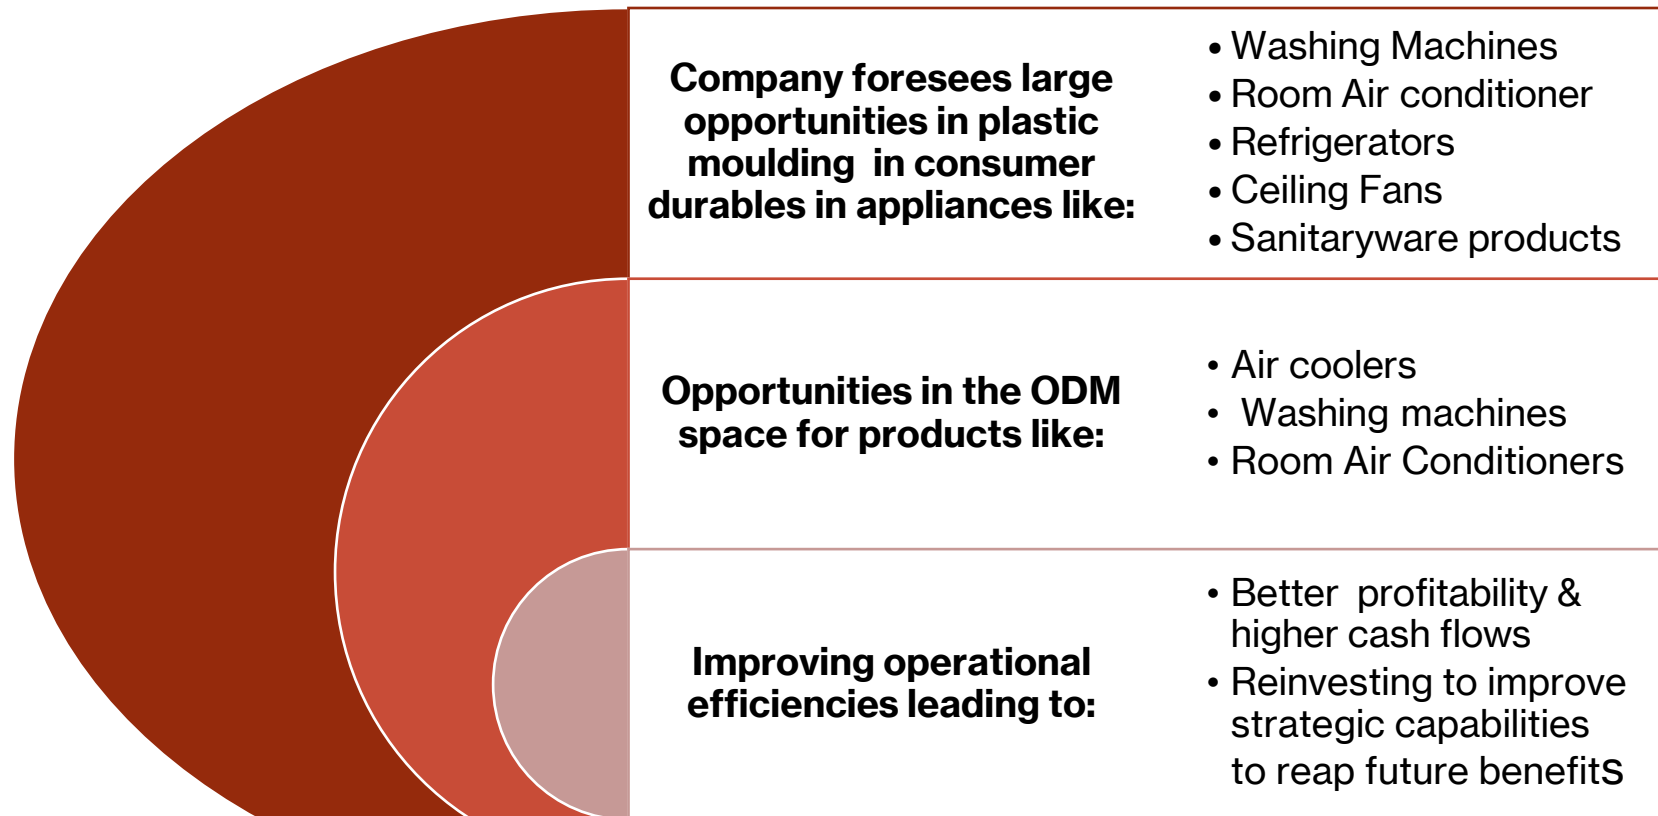 Company foresees large
opportunities in plastic
moulding  in consumer
durables in appliances like:
• Washing Machines
• Room Air conditioner
• Refrigerators
• Ceiling Fans
• Sanitaryware products
Opportunities in the ODM
space for products like:
• Air coolers
•  Washing machines
• Room Air Conditioners
Improving operational
efficiencies leading to:
• Better  profitability &
higher cash flows
• Reinvesting to improve
strategic capabilities
to reap future benefits